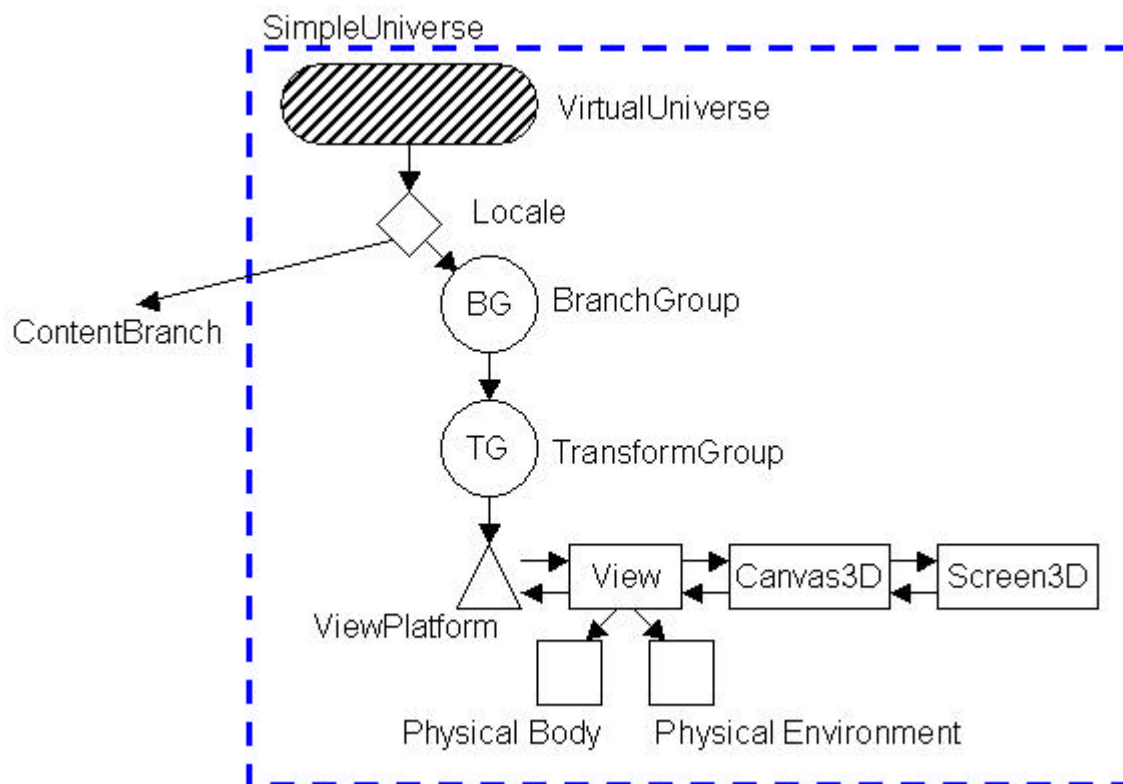 SimpleUniverse
VirtualUniverse
Locale
ContentBranch
BG
BranchGroup
TG
TransformGroup
View
Canvas3D
Screen3D
ViewPlatform
Physical Body
Physical Environment